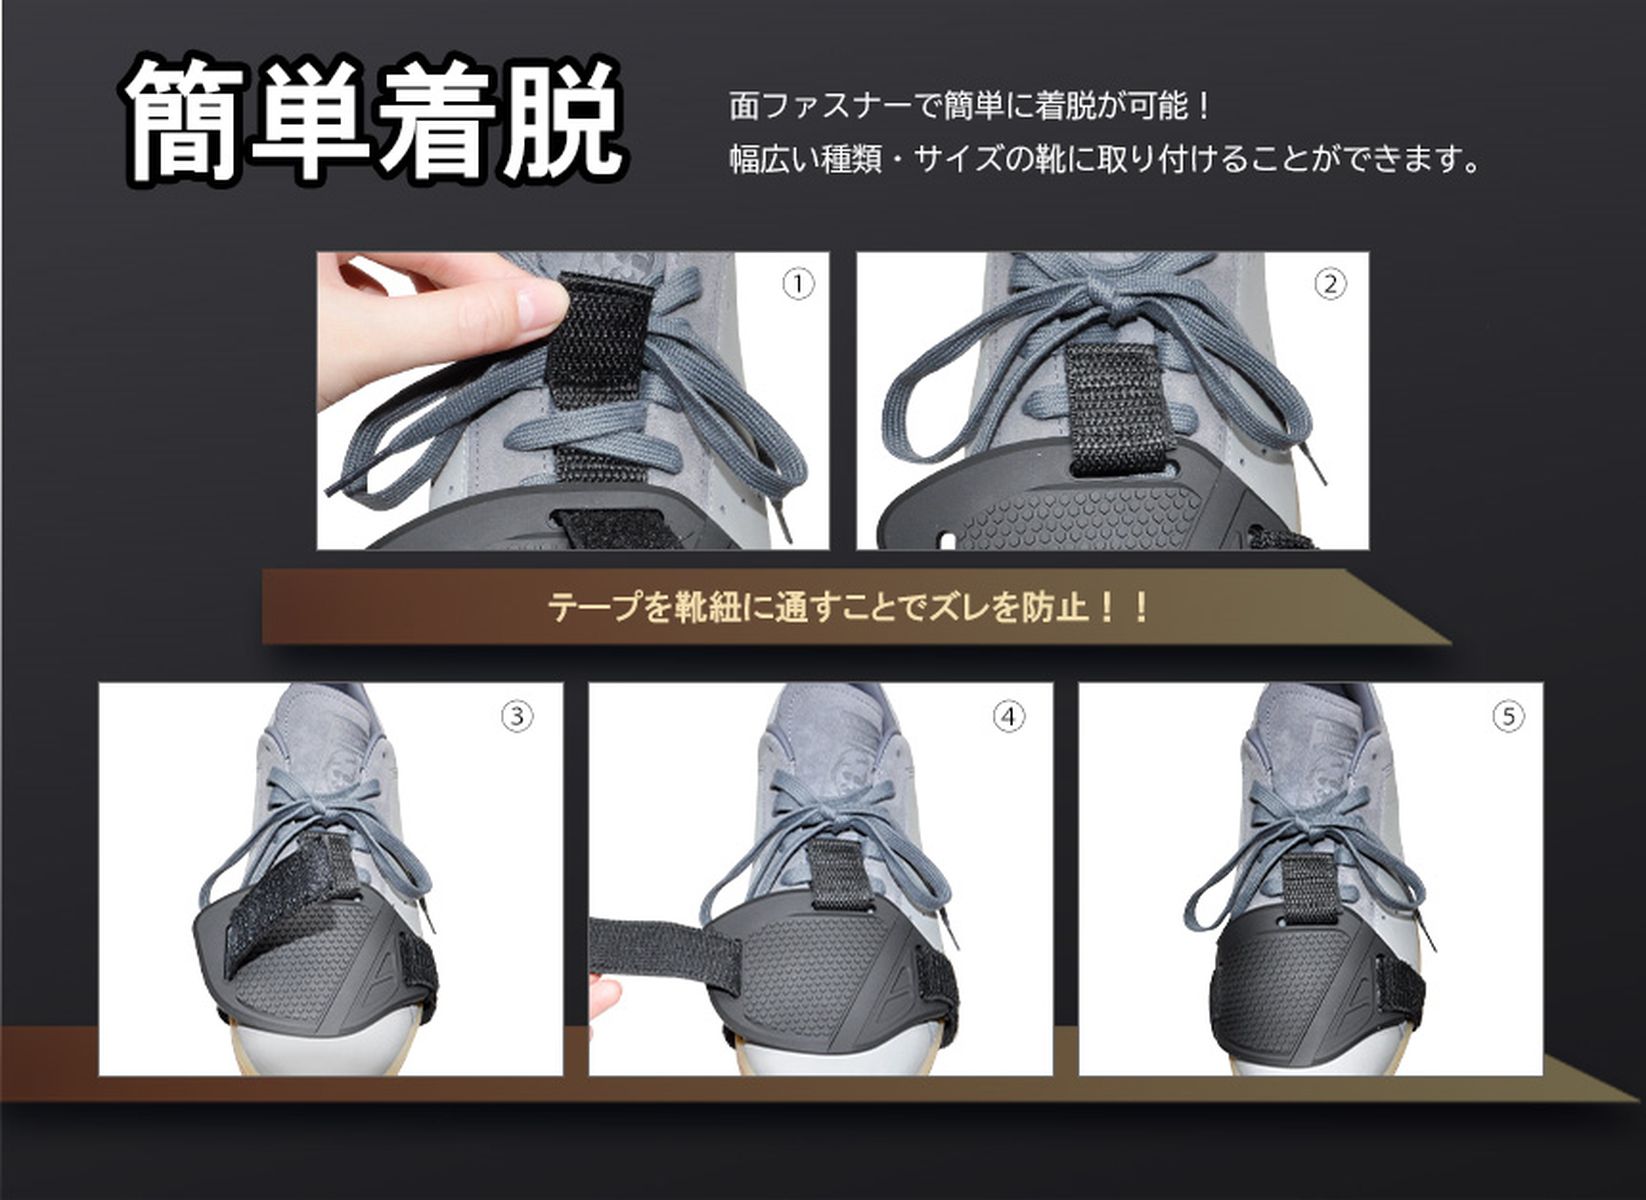 簡単着脱
面ファスナーで簡単に着脱が可能！
幅広い種類・サイズの靴に取り付けることができます。
①
②
テープを靴紐に通すことでズレを防止！！
③
④
⑤